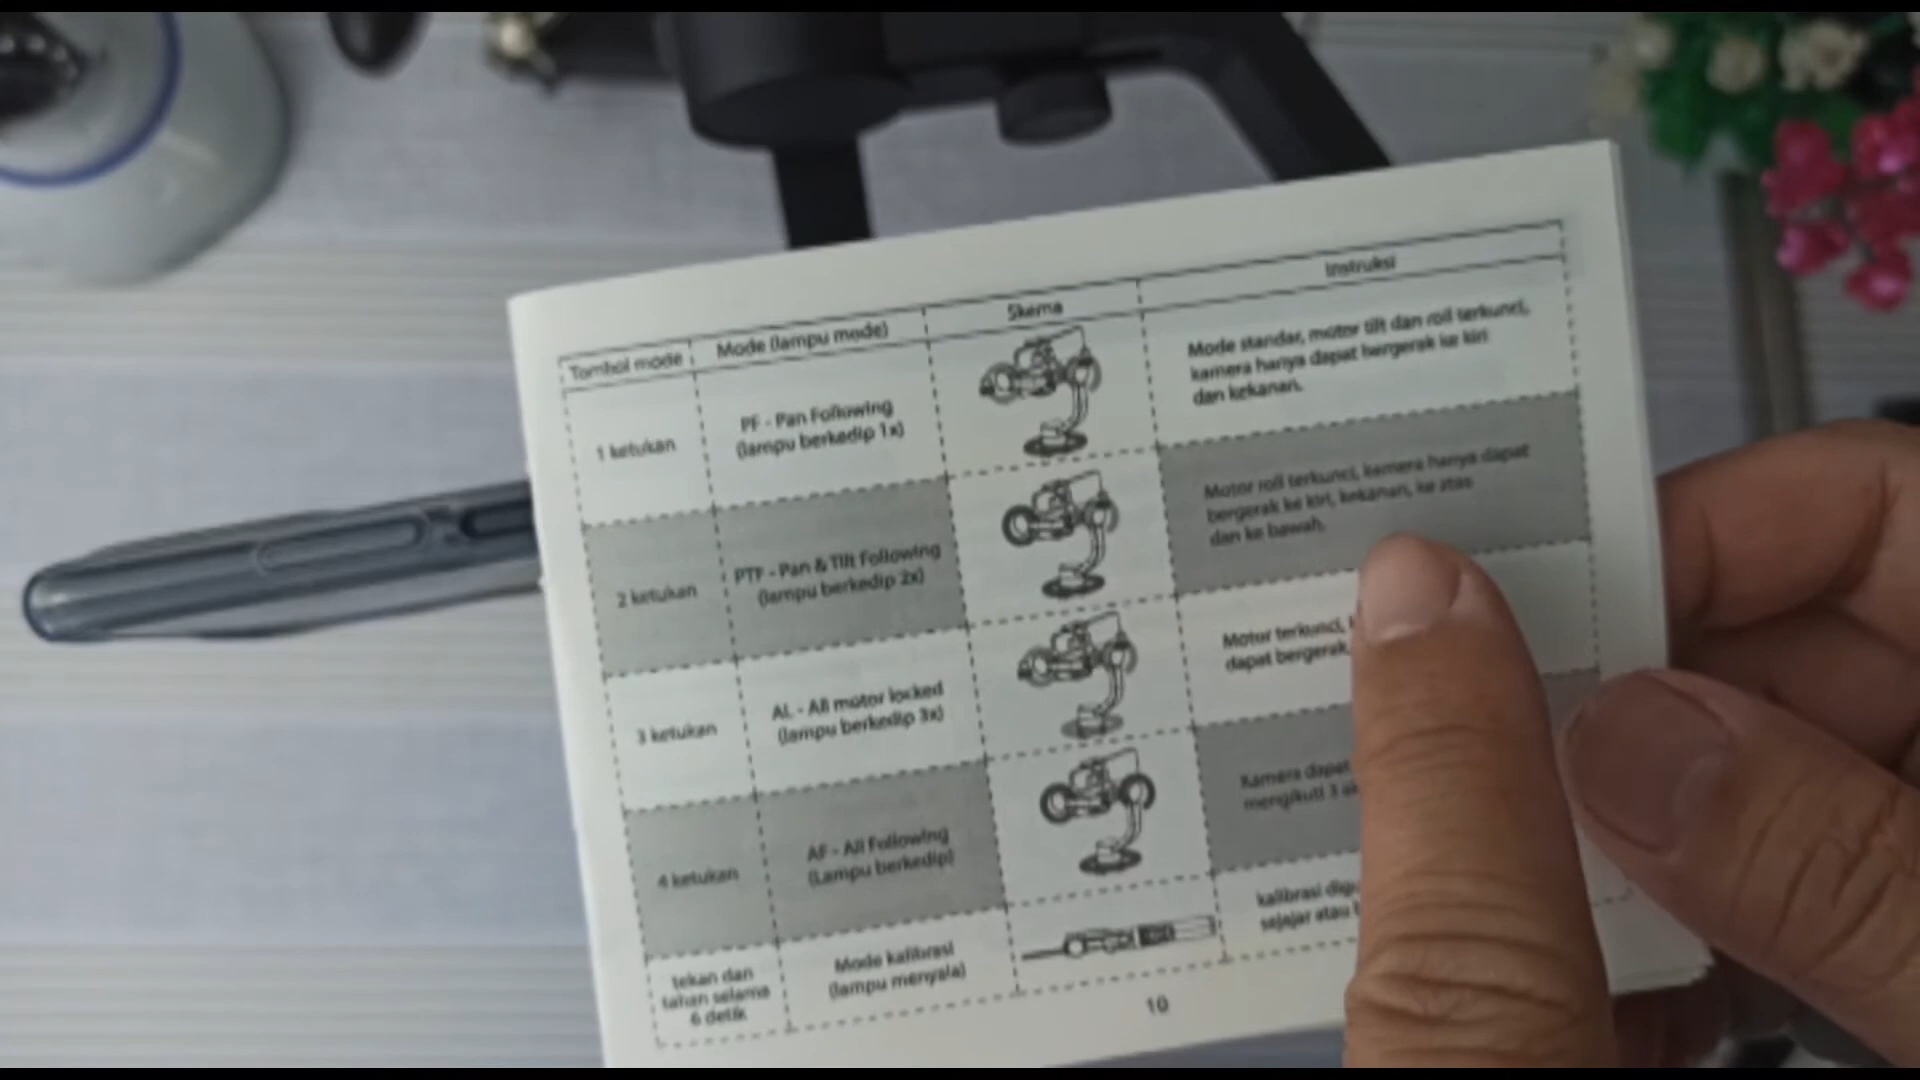 Tombol mode
Mode (lampu mode)
Skema
Instruksi
1 ketukan
PF - Pan Following
(lampu berkedip 1x)
Mode standar, motor tilt dan roll terkunci,
kamera hanya dapat bergerak ke kiri
dan kekanan.
2 ketukan
PTF - Pan & Tilt Following
(lampu berkedip 2x)
Motor roll terkunci, kamera hanya dapat
bergerak ke kiri, kekanan, ke atas
dan ke bawah.
3 ketukan
AL - All motor locked
(lampu berkedip 3x)
Motor terkunci,
dapat bergerak,
4 ketukan
AF - All Following
(Lampu berkedip)
Kamera dapat
mengikuti 3
tekan dan
tahan selama
6 detik
Mode kalibrasi
(lampu menyala)
kalibrasi
sejajar atau
10